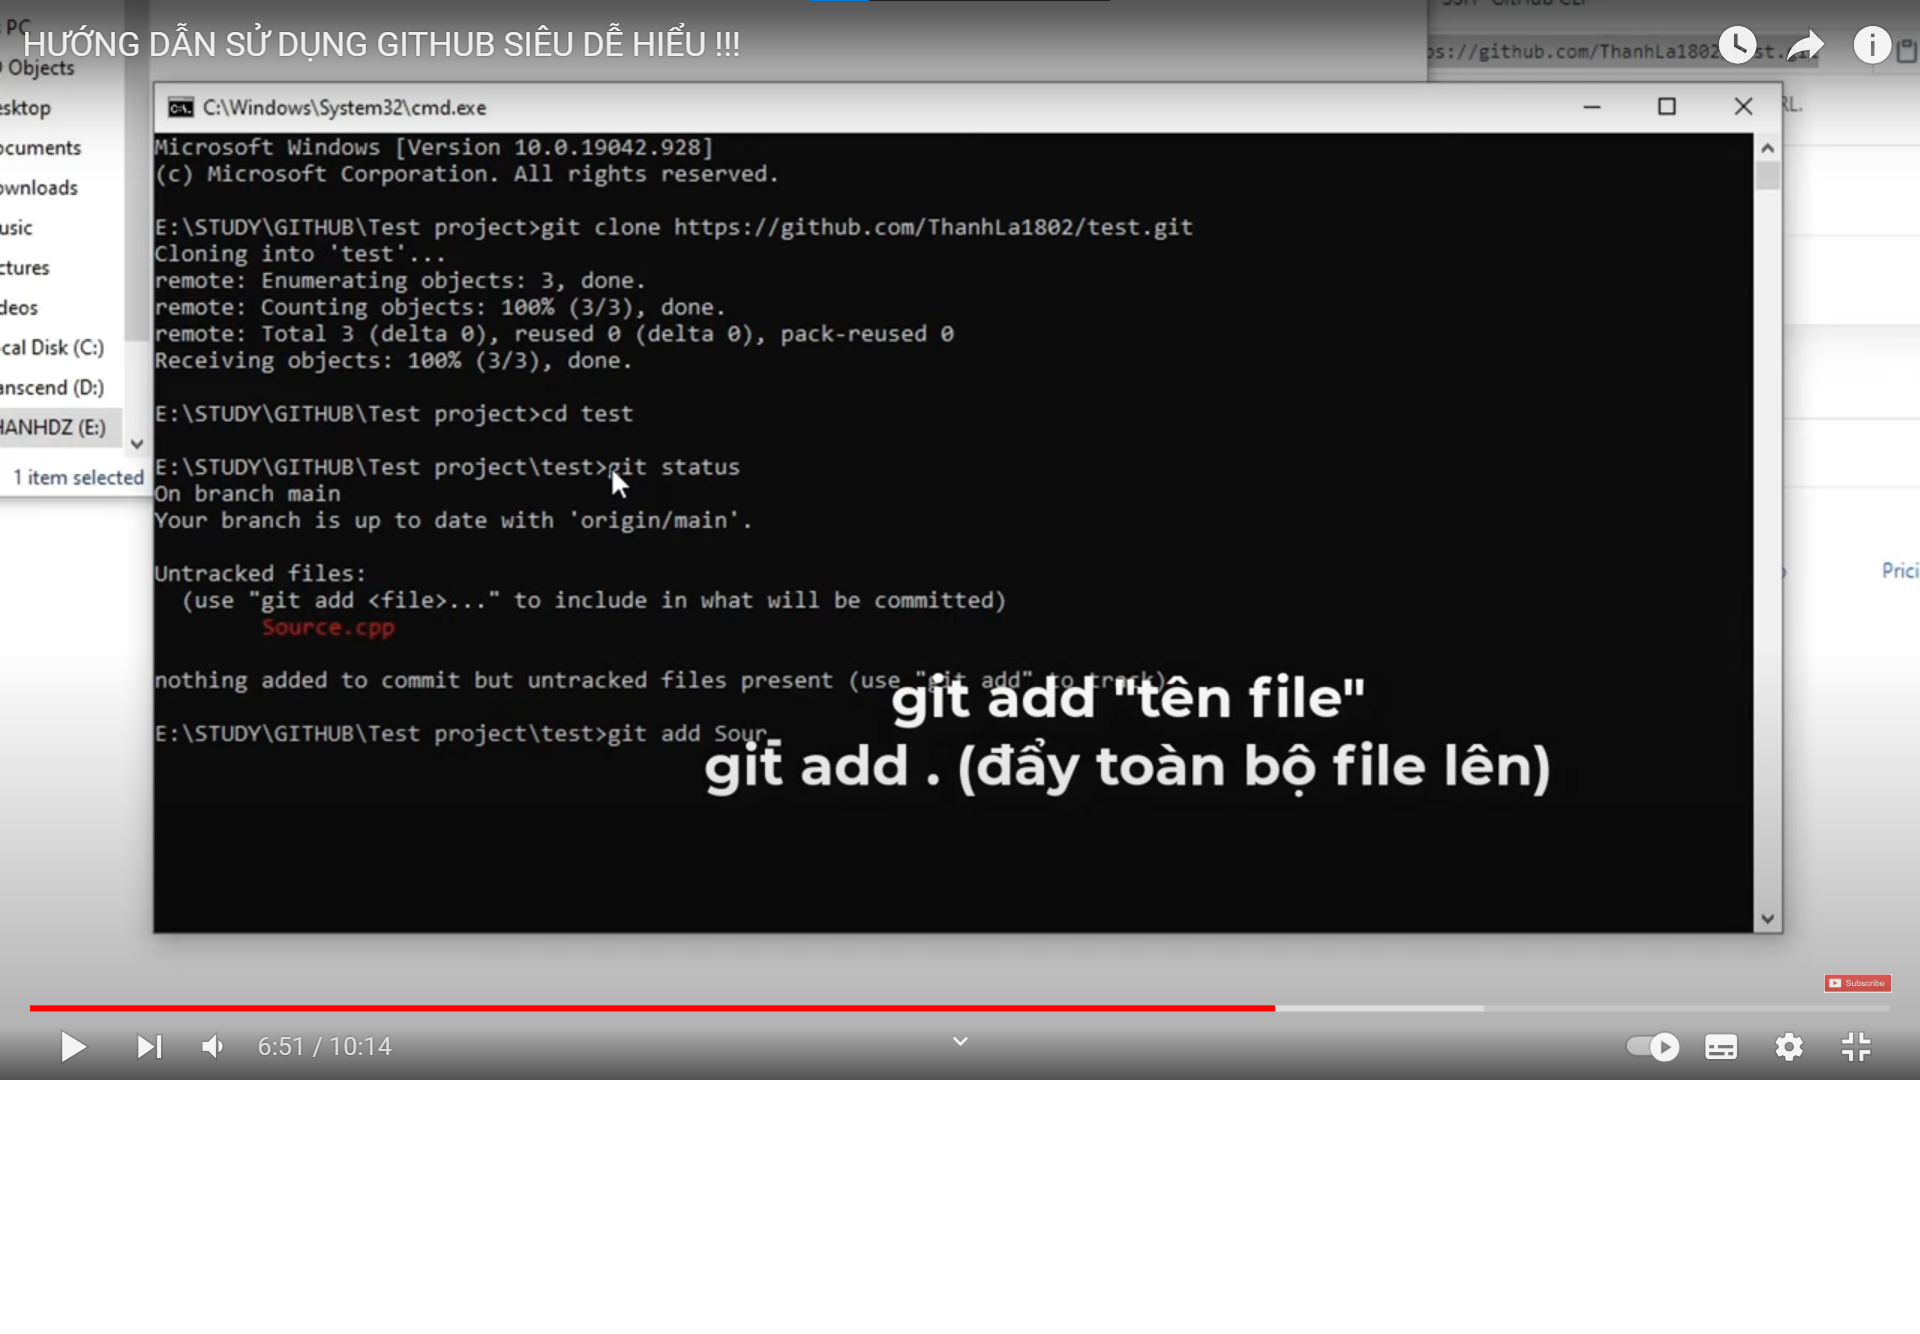 PC
HƯỚNG DẪN SỬ DỤNG GITHUB SIÊU DỄ HIỂU !!!
Objects
esktop
ocuments
ownloads
usic
ctures
deos
cal Disk (C:)
anscend (D:)
HANHDZ (E:)
1 item selected
ps://github.com/ThanhLa1802
RL.
Prici
C:\Windows\System32\cmd.exe
Microsoft Windows [Version 10.0.19042.928]
(c) Microsoft Corporation. All rights reserved.
E:\STUDY\GITHUB\Test project>git clone https://github.com/ThanhLa1802/test.git
Cloning into 'test'...
remote: Enumerating objects: 3, done.
remote: Counting objects: 100% (3/3), done.
remote: Total 3 (delta 0), reused 0 (delta 0), pack-reused 0
Receiving objects: 100% (3/3), done.
E:\STUDY\GITHUB\Test project>cd test
E:\STUDY\GITHUB\Test project\test>git status
On branch main
Your branch is up to date with 'origin/main'.
Untracked files:
(use "git add <file>..." to include in what will be committed)
Source.cpp
nothing added to commit but untracked files present (use "git add" to track)
E:\STUDY\GITHUB\Test project\test>git add Sour_
git add "tên file"
git add . (đẩy toàn bộ file lên)
Subscribe
6:51 / 10:14